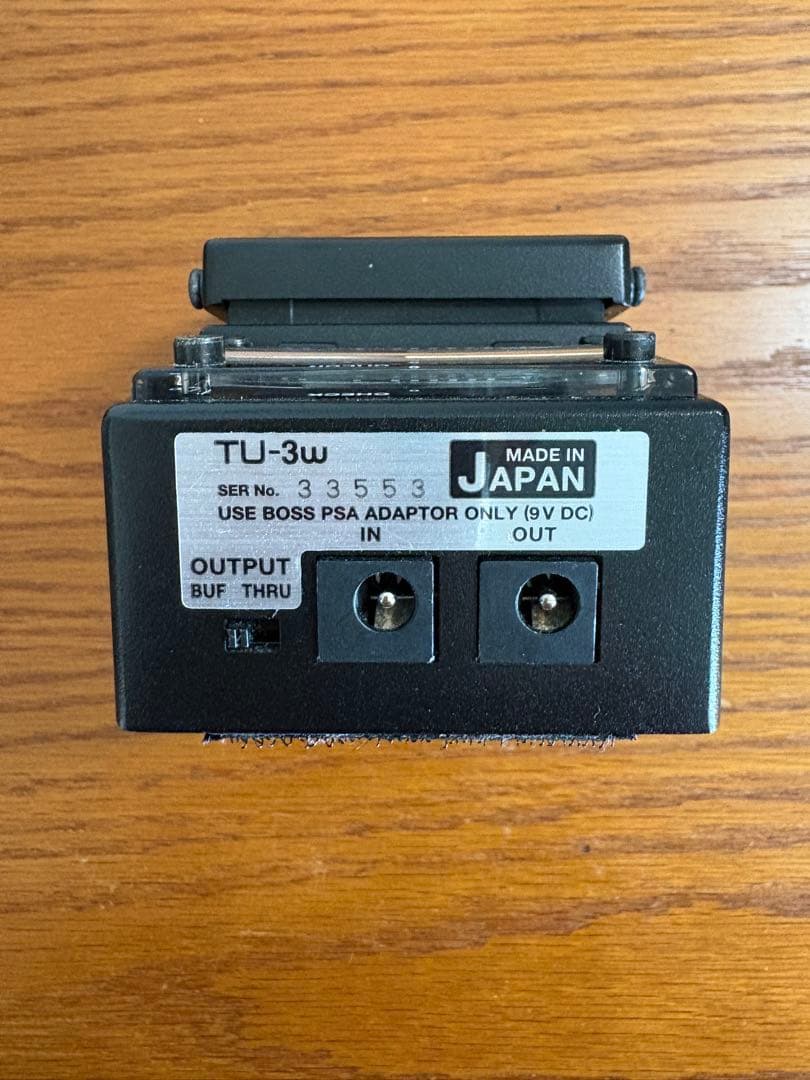 TU-3w
MADE IN
JAPAN
SER No. 33553
USE BOSS PSA ADAPTOR ONLY (9V DC)
IN OUT
OUTPUT
BUF THRU